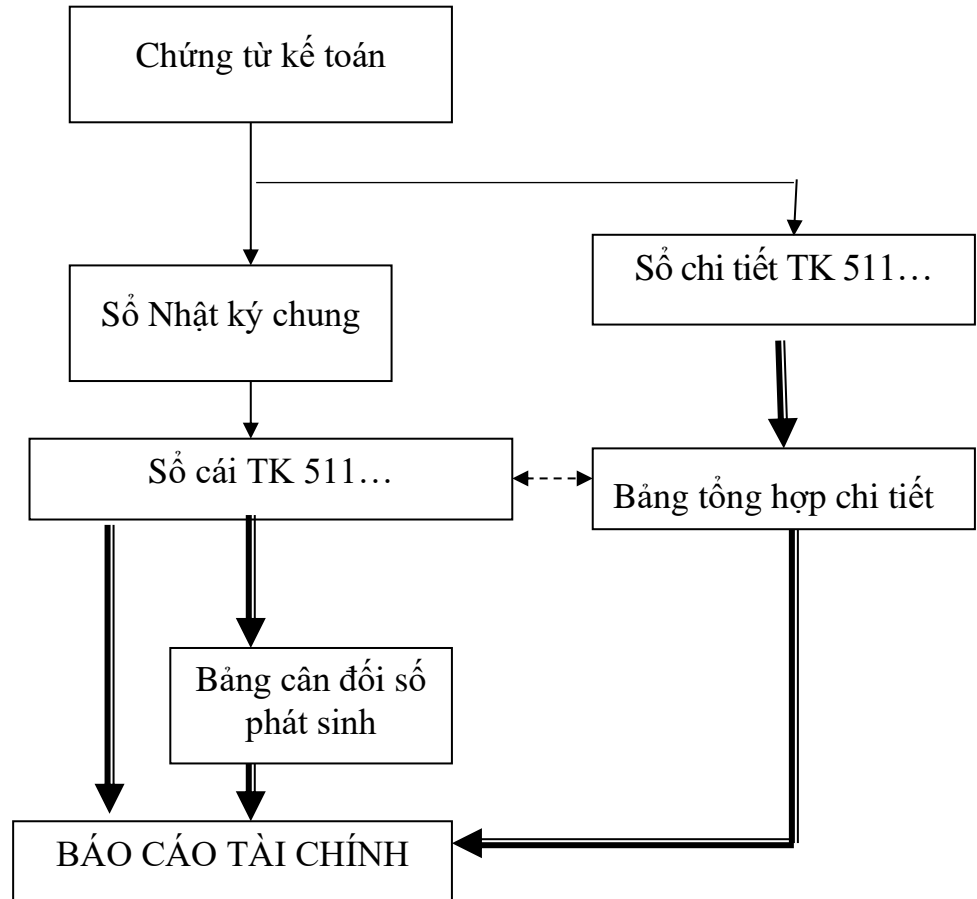 Chứng từ kế toán
Sổ chi tiết TK 511…
Sổ Nhật ký chung
Sổ cái TK 511…
Bảng tổng hợp chi tiết
Bảng cân đối số
phát sinh
BÁO CÁO TÀI CHÍNH